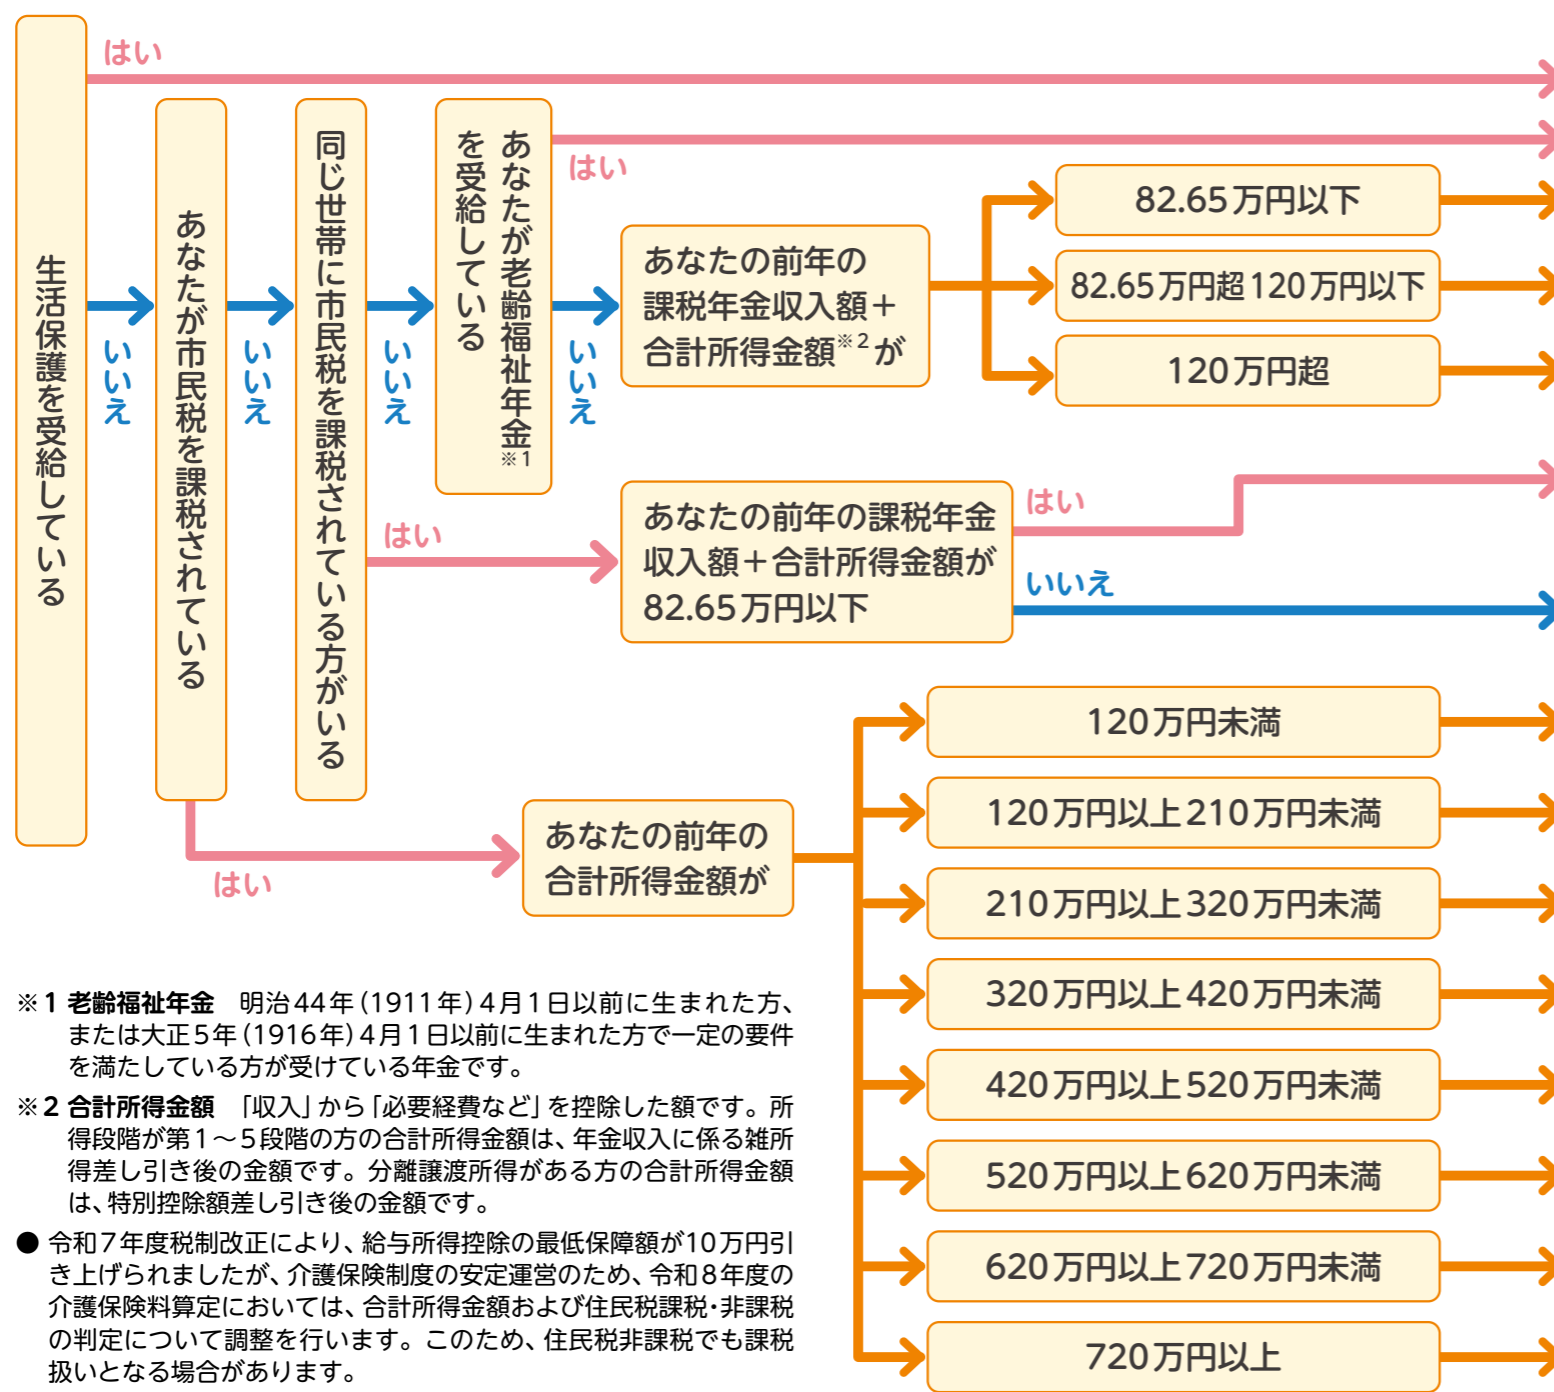 生活保護を受給している
はい
いいえ
あなたが市民税を課税されている
いいえ
はい
同じ世帯に市民税を課税されている方がいる
いいえ
はい
あなたが老齢福祉年金※1
を受給している
はい
いいえ
あなたの前年の
課税年金収入額＋
合計所得金額※2が
82.65万円以下
82.65万円超120万円以下
120万円超
あなたの前年の課税年金
収入額＋合計所得金額が
82.65万円以下
はい
いいえ
あなたの前年の
合計所得金額が
120万円未満
120万円以上210万円未満
210万円以上320万円未満
320万円以上420万円未満
420万円以上520万円未満
520万円以上620万円未満
620万円以上720万円未満
720万円以上
※1 老齢福祉年金　明治44年（1911年）4月1日以前に生まれた方、
または大正5年（1916年）4月1日以前に生まれた方で一定の要件
を満たしている方が受けている年金です。
※2 合計所得金額　「収入」から「必要経費など」を控除した額です。所
得段階が第1～5段階の方の合計所得金額は、年金収入に係る雑所
得差し引き後の金額です。分離譲渡所得がある方の合計所得金額
は、特別控除額差し引き後の金額です。
● 令和7年度税制改正により、給与所得控除の最低保障額が10万円引
き上げられましたが、介護保険制度の安定運営のため、令和8年度の
介護保険料算定においては、合計所得金額および住民税課税・非課税
の判定について調整を行います。このため、住民税非課税でも課税
扱いとなる場合があります。